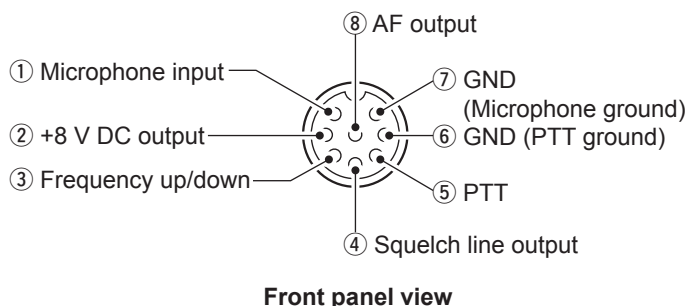 ⑧ AF output
① Microphone input
⑦ GND
(Microphone ground)
② +8 V DC output
⑥ GND (PTT ground)
③ Frequency up/down
⑤ PTT
④ Squelch line output
Front panel view